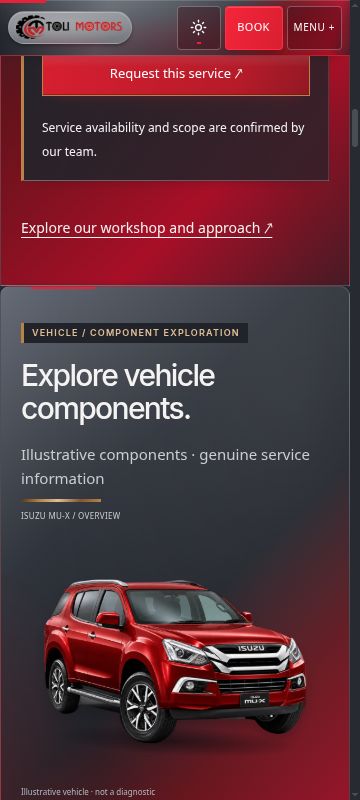 TOLI MOTORS
BOOK
MENU +
Request this service ↗
Service availability and scope are confirmed by
our team.
Explore our workshop and approach ↗
VEHICLE / COMPONENT EXPLORATION
Explore vehicle
components.
Illustrative components · genuine service
information
ISUZU MU-X / OVERVIEW
ISUZU
MU-X
Illustrative vehicle · not a diagnostic